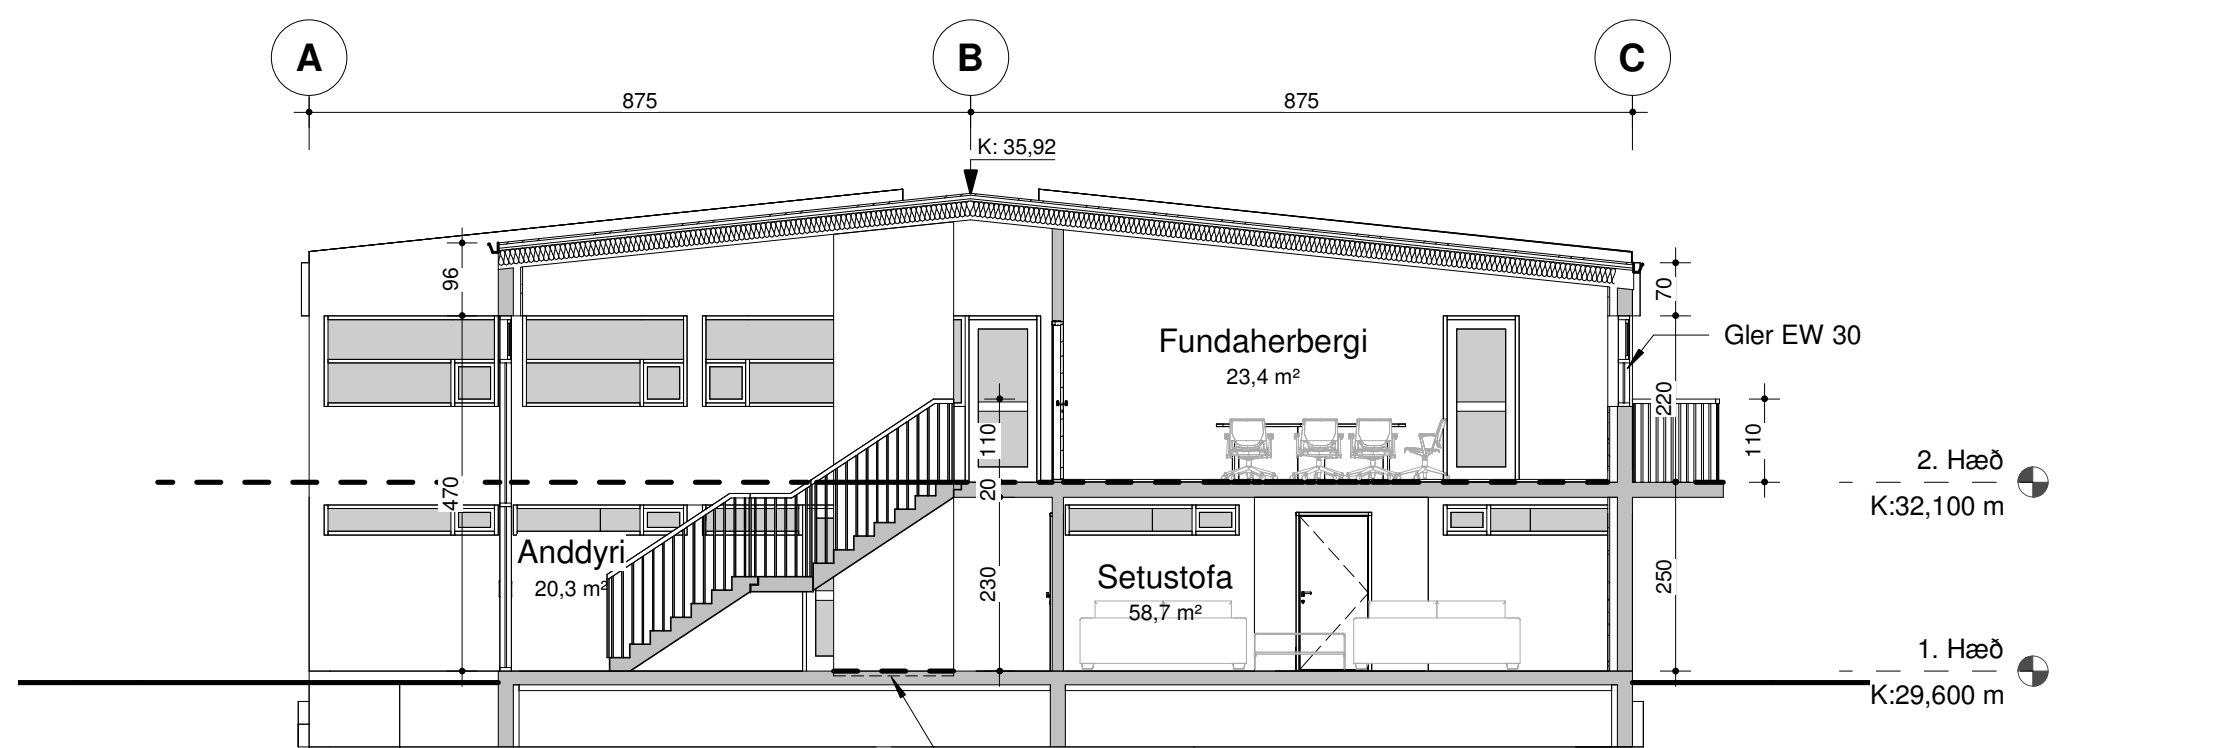 A
B
C
875
875
K: 35,92
96
70
Fundaherbergi
23,4 m²
Gler EW 30
220
110
110
2. Hæð
K:32,100 m
470
20
Anddyri
20,3 m²
Setustofa
58,7 m²
230
250
1. Hæð
K:29,600 m